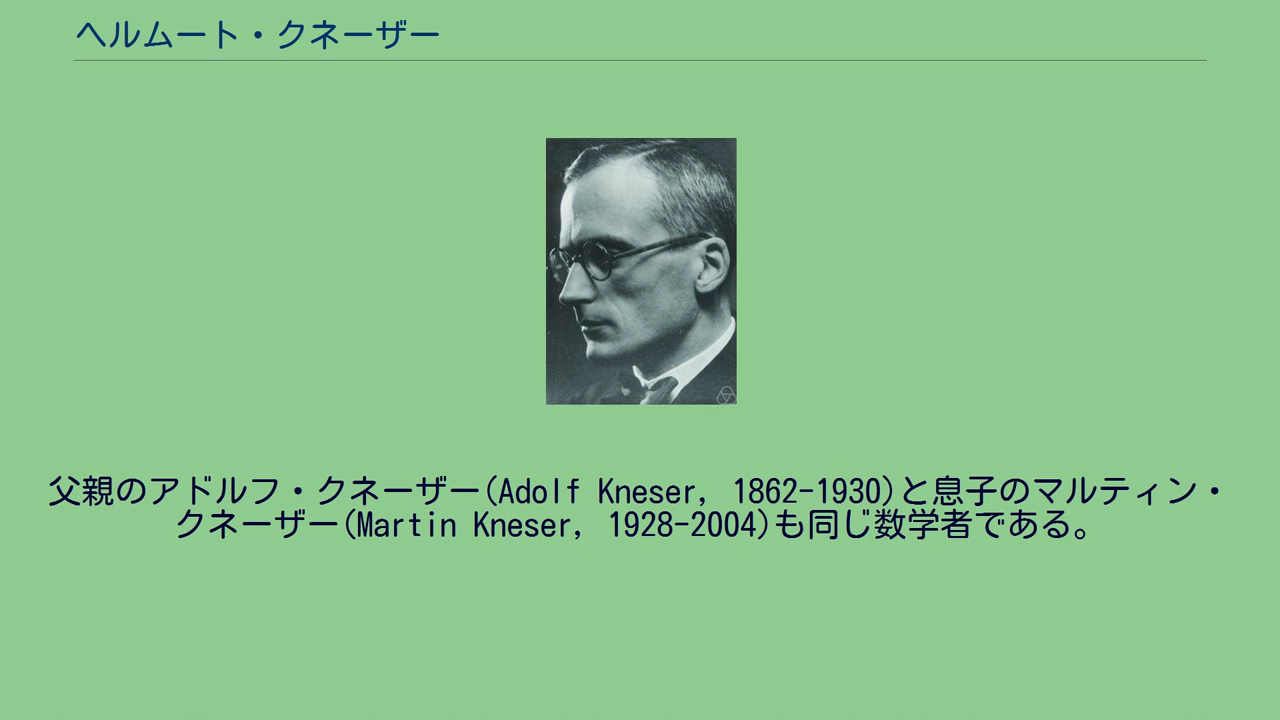 ヘルムート・クネーザー
父親のアドルフ・クネーザー(Adolf Kneser, 1862-1930)と息子のマルティン・
クネーザー(Martin Kneser, 1928-2004)も同じ数学者である。